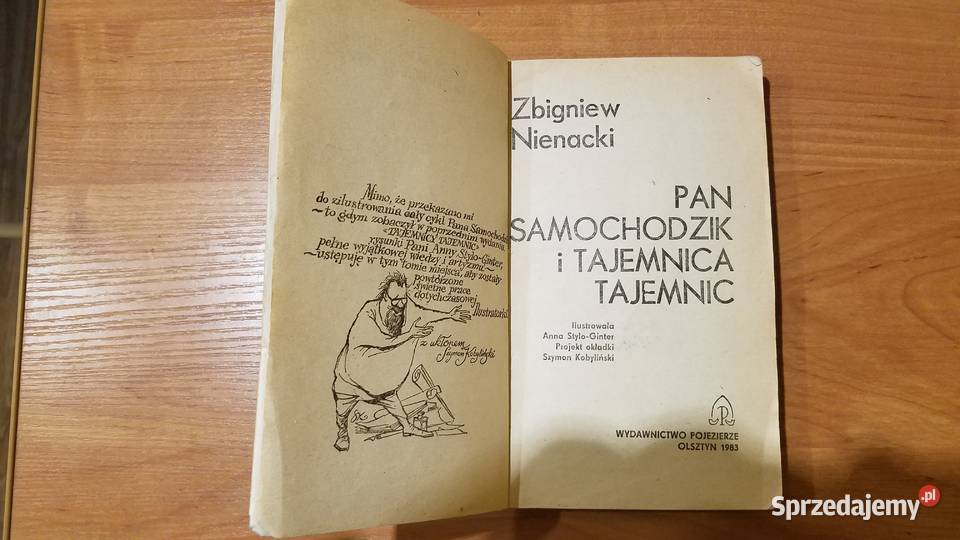 Mimo, że przekazano mi
do zilustrowania cały cykl Pana Samochodzi
~to gdym zobaczył w poprzednim wydaniu
«TAJEMNICY TAJEMNIC»
rysunki Pani Anny Stylo-Ginter,
pełne wyjątkowej wiedzy i artyzmu~
~ustępuję w tym tomie miejsca, aby zostały
powtórzone
świetne prace
dotychczasowej
Ilustratorki
z ukłonem
Szymon Kobyliński
Zbigniew
Nienacki
PAN
SAMOCHODZIK
i TAJEMNICA
TAJEMNIC
Ilustrowała
Anna Stylo-Ginter
Projekt okładki
Szymon Kobyliński
P
WYDAWNICTWO POJEZIERZE
OLSZTYN 1983
Sprzedajemy.pl